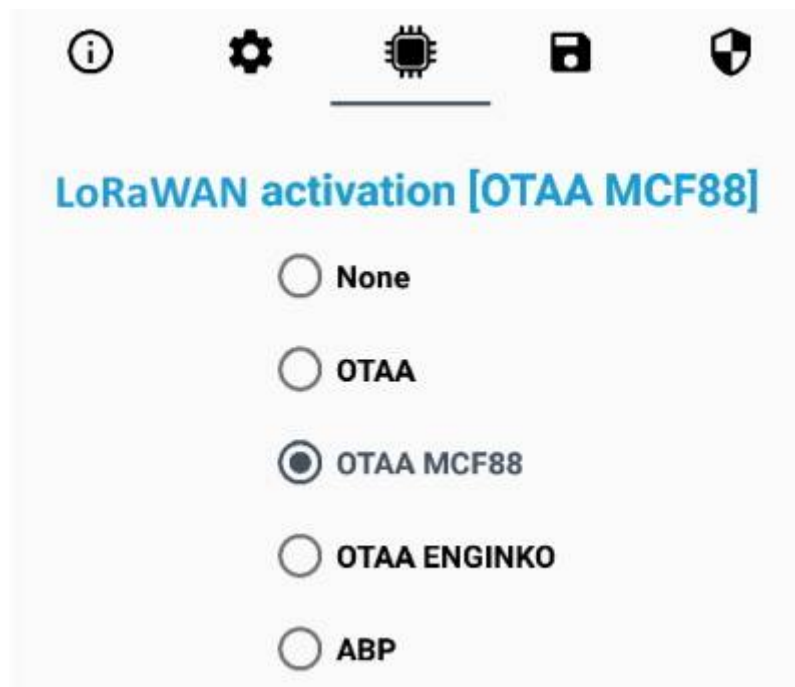 LoRaWAN activation [OTAA MCF88]
None
OTAA
OTAA MCF88
OTAA ENGINKO
ABP